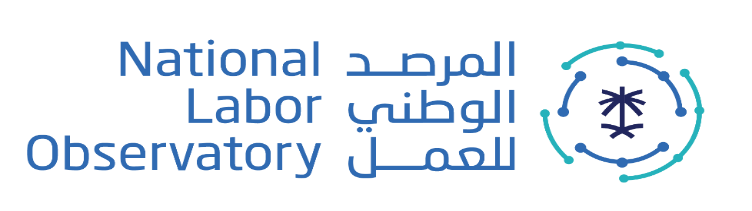 National
Labor
Observatory
المرصد
الوطني
للعمل